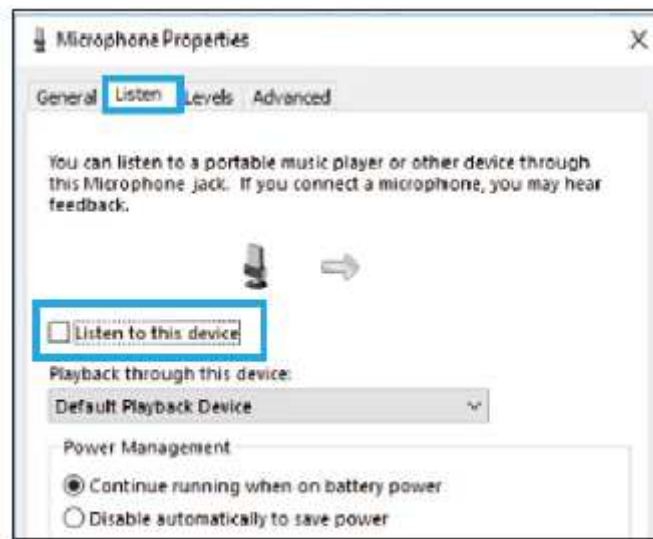 Microphone Properties
General Listen Levels Advanced
You can listen to a portable music player or other device through
this Microphone jack. If you connect a microphone, you may hear
feedback.
Listen to this device
Playback through this device:
Default Playback Device
Power Management
Continue running when on battery power
Disable automatically to save power